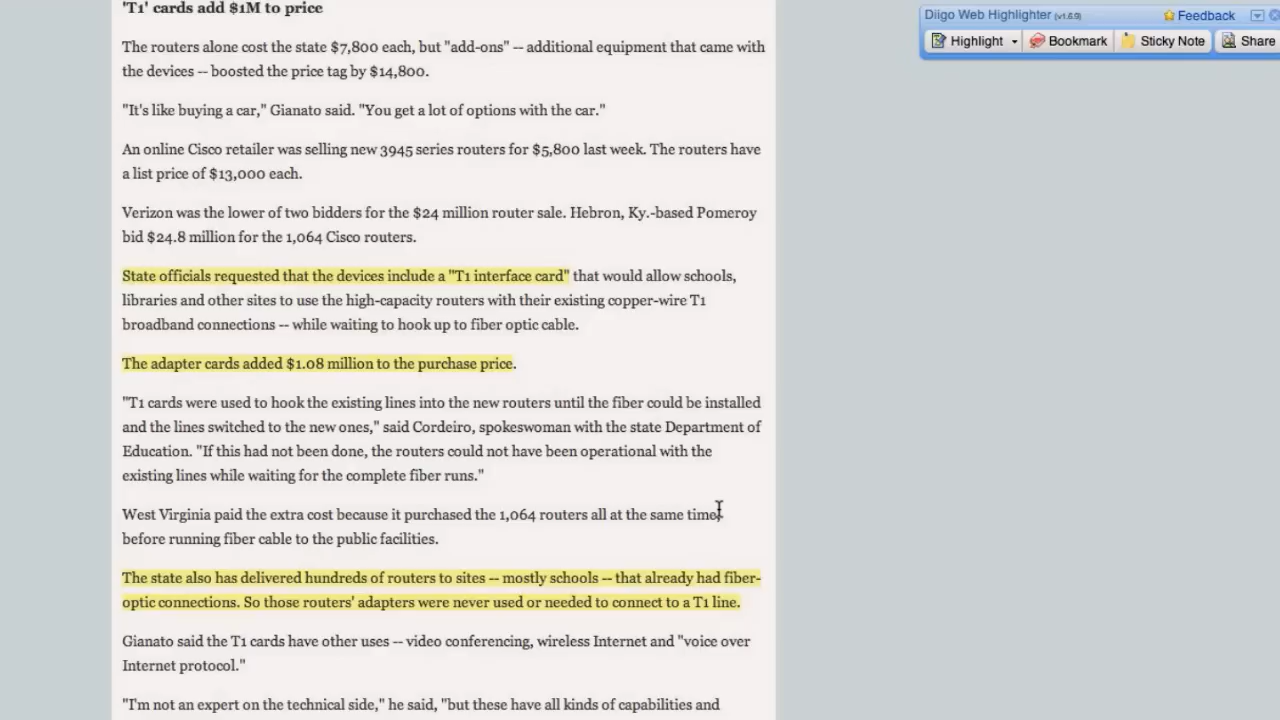 'T1' cards add $1M to price
Diigo Web Highlighter (v1.6.9)
Feedback
Highlight
Bookmark
Sticky Note
Share
The routers alone cost the state $7,800 each, but "add-ons" -- additional equipment that came with
the devices -- boosted the price tag by $14,800.
"It's like buying a car," Gianato said. "You get a lot of options with the car."
An online Cisco retailer was selling new 3945 series routers for $5,800 last week. The routers have
a list price of $13,000 each.
Verizon was the lower of two bidders for the $24 million router sale. Hebron, Ky.-based Pomeroy
bid $24.8 million for the 1,064 Cisco routers.
State officials requested that the devices include a "T1 interface card" that would allow schools,
libraries and other sites to use the high-capacity routers with their existing copper-wire T1
broadband connections -- while waiting to hook up to fiber optic cable.
The adapter cards added $1.08 million to the purchase price.
"T1 cards were used to hook the existing lines into the new routers until the fiber could be installed
and the lines switched to the new ones," said Cordeiro, spokeswoman with the state Department of
Education. "If this had not been done, the routers could not have been operational with the
existing lines while waiting for the complete fiber runs."
West Virginia paid the extra cost because it purchased the 1,064 routers all at the same time,
before running fiber cable to the public facilities.
The state also has delivered hundreds of routers to sites -- mostly schools -- that already had fiber-
optic connections. So those routers' adapters were never used or needed to connect to a T1 line.
Gianato said the T1 cards have other uses -- video conferencing, wireless Internet and "voice over
Internet protocol."
"I'm not an expert on the technical side," he said, "but these have all kinds of capabilities and